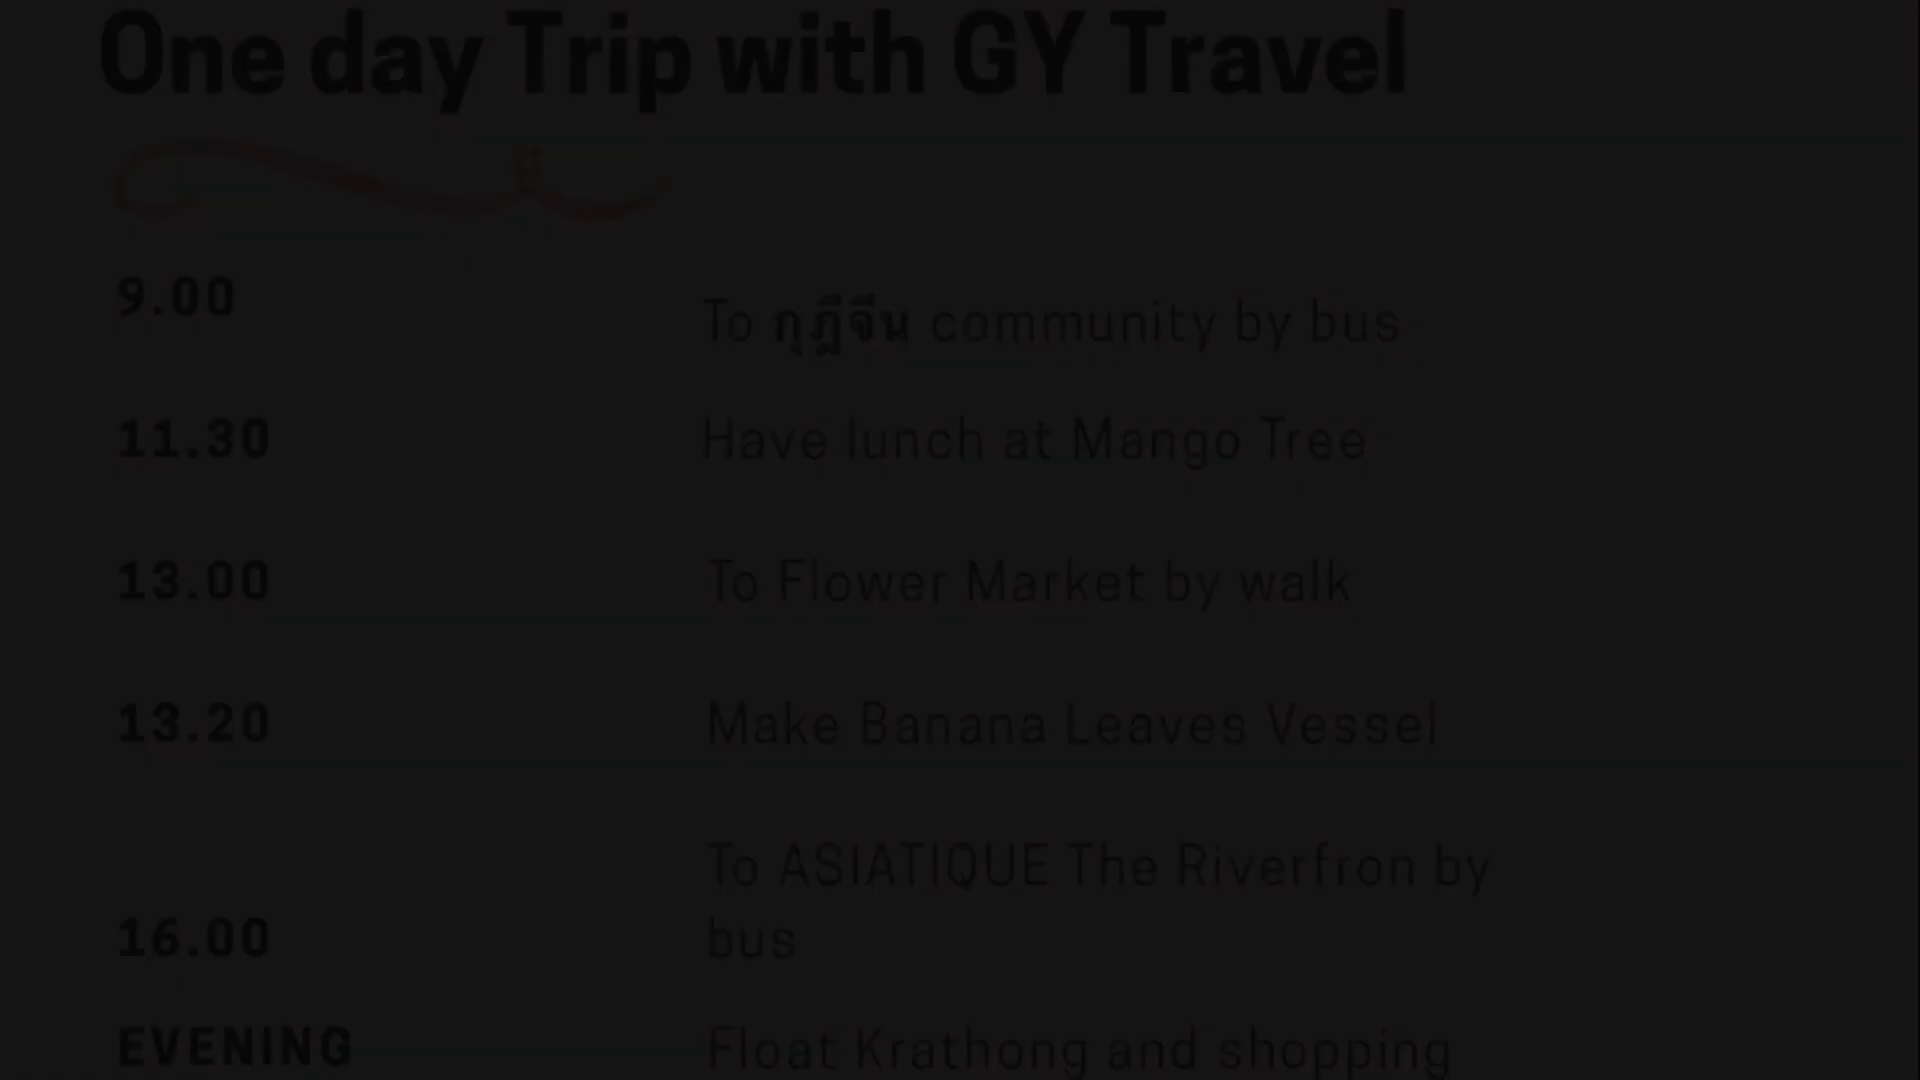 One day Trip with GY Travel
9.00
To กุฎีจีน community by bus
11.30
Have lunch at Mango Tree
13.00
To Flower Market by walk
13.20
Make Banana Leaves Vessel
16.00
To ASIATIQUE The Riverfron by
bus
EVENING
Float Krathong and shopping